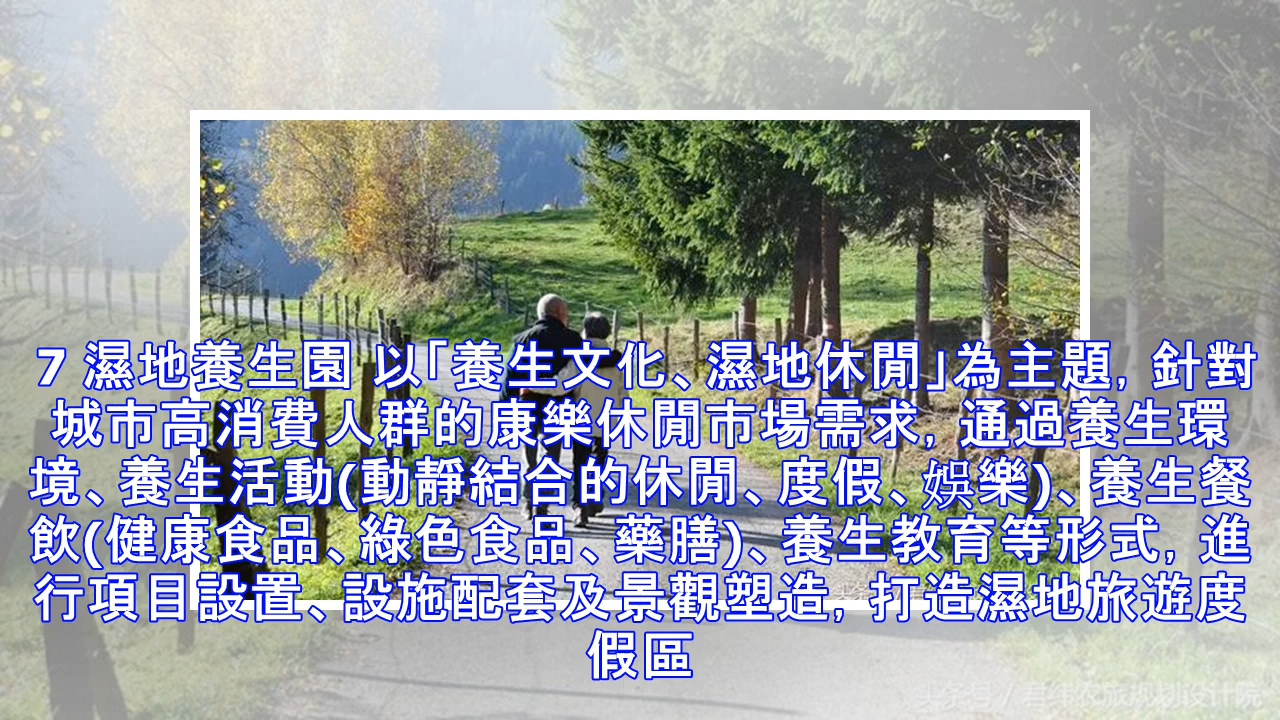 7 濕地養生園 以「養生文化、濕地休閒」為主題, 針對
城市高消費人群的康樂休閒市場需求, 通過養生環
境、養生活動(動靜結合的休閒、度假、娛樂)、養生餐
飲(健康食品、綠色食品、藥膳)、養生教育等形式, 進
行項目設置、設施配套及景觀塑造, 打造濕地旅遊度
假區